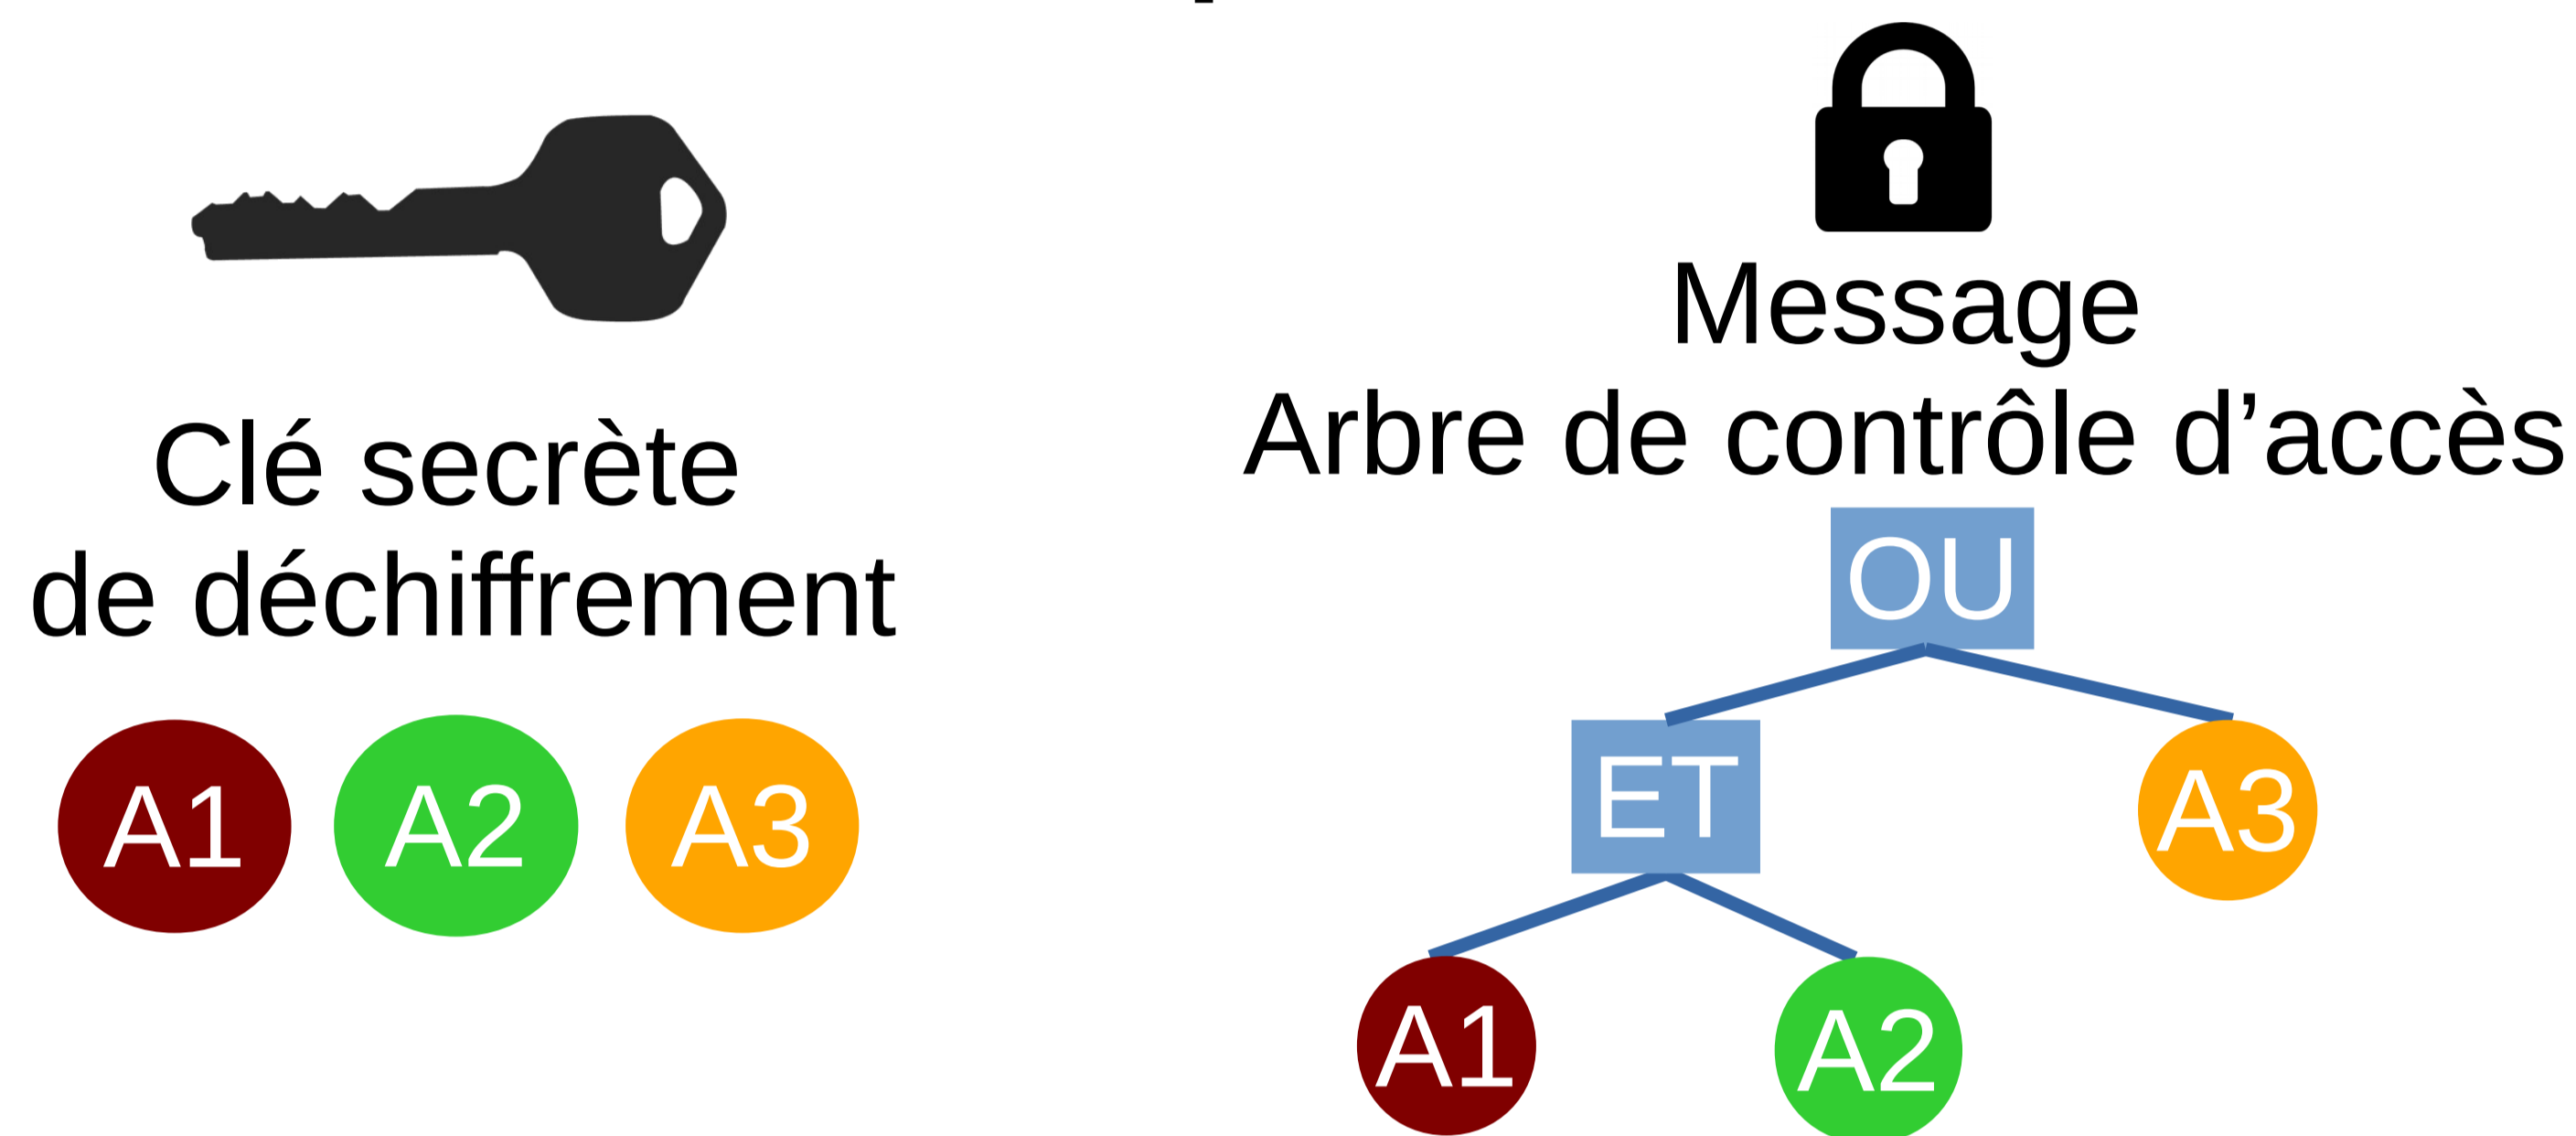 Clé secrète
de déchiffrement
A1 A2 A3
Message
Arbre de contrôle d’accès
OU
ET A3
A1 A2